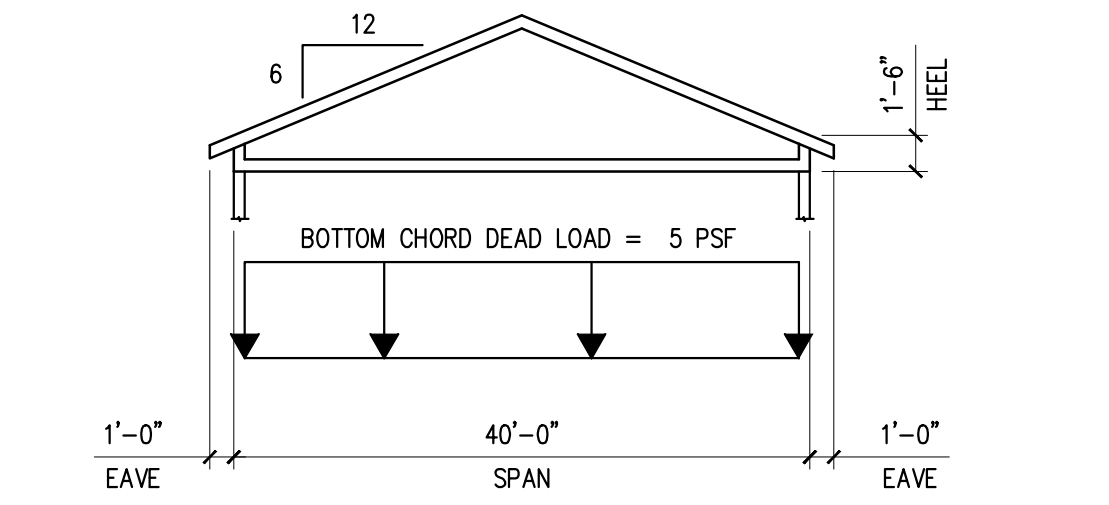 12
6
1'-6"
HEEL
BOTTOM CHORD DEAD LOAD = 5 PSF
1'-0"
40'-0"
1'-0"
EAVE
SPAN
EAVE